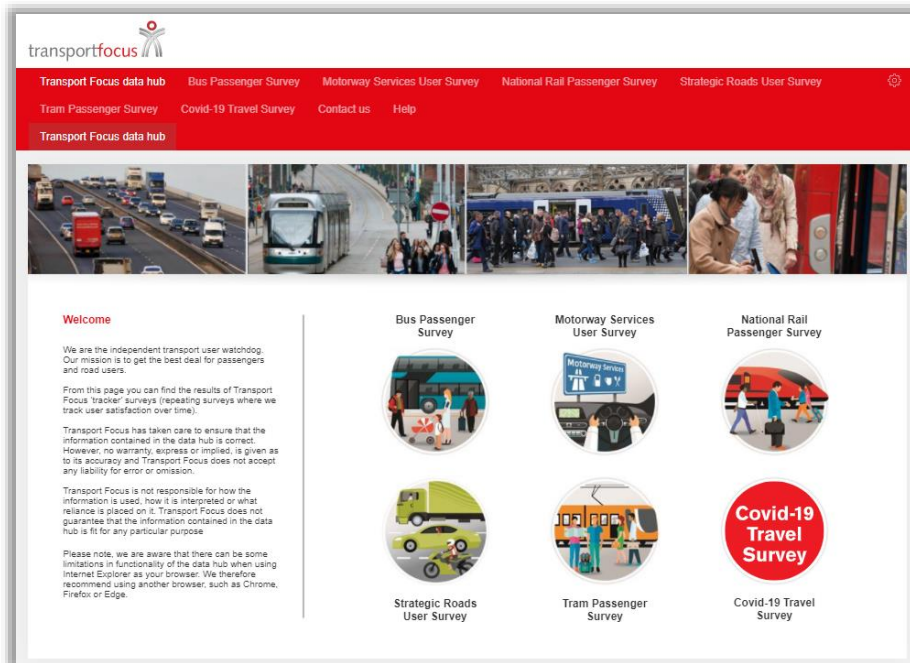 transportfocus
Transport Focus data hub Bus Passenger Survey Motorway Services User Survey National Rail Passenger Survey Strategic Roads User Survey
Tram Passenger Survey Covid-19 Travel Survey Contact us Help
Transport Focus data hub
Welcome
We are the independent transport user watchdog.
Our mission is to get the best deal for passengers
and road users.
From this page you can find the results of Transport
Focus 'tracker' surveys (repeating surveys where we
track user satisfaction over time).
Transport Focus has taken care to ensure that the
information contained in the data hub is correct.
However, no warranty, express or implied, is given as
to its accuracy and Transport Focus does not accept
any liability for error or omission.
Transport Focus is not responsible for how the
information is used, how it is interpreted or what
reliance is placed on it. Transport Focus does not
guarantee that the information contained in the data
hub is fit for any particular purpose
Please note, we are aware that there can be some
limitations in functionality of the data hub when using
Internet Explorer as your browser. We therefore
recommend using another browser, such as Chrome,
Firefox or Edge.
Bus Passenger
Survey
Motorway Services
User Survey
National Rail
Passenger Survey
Motorway Services
Covid-19
Travel
Survey
Strategic Roads
User Survey
Tram Passenger
Survey
Covid-19 Travel
Survey